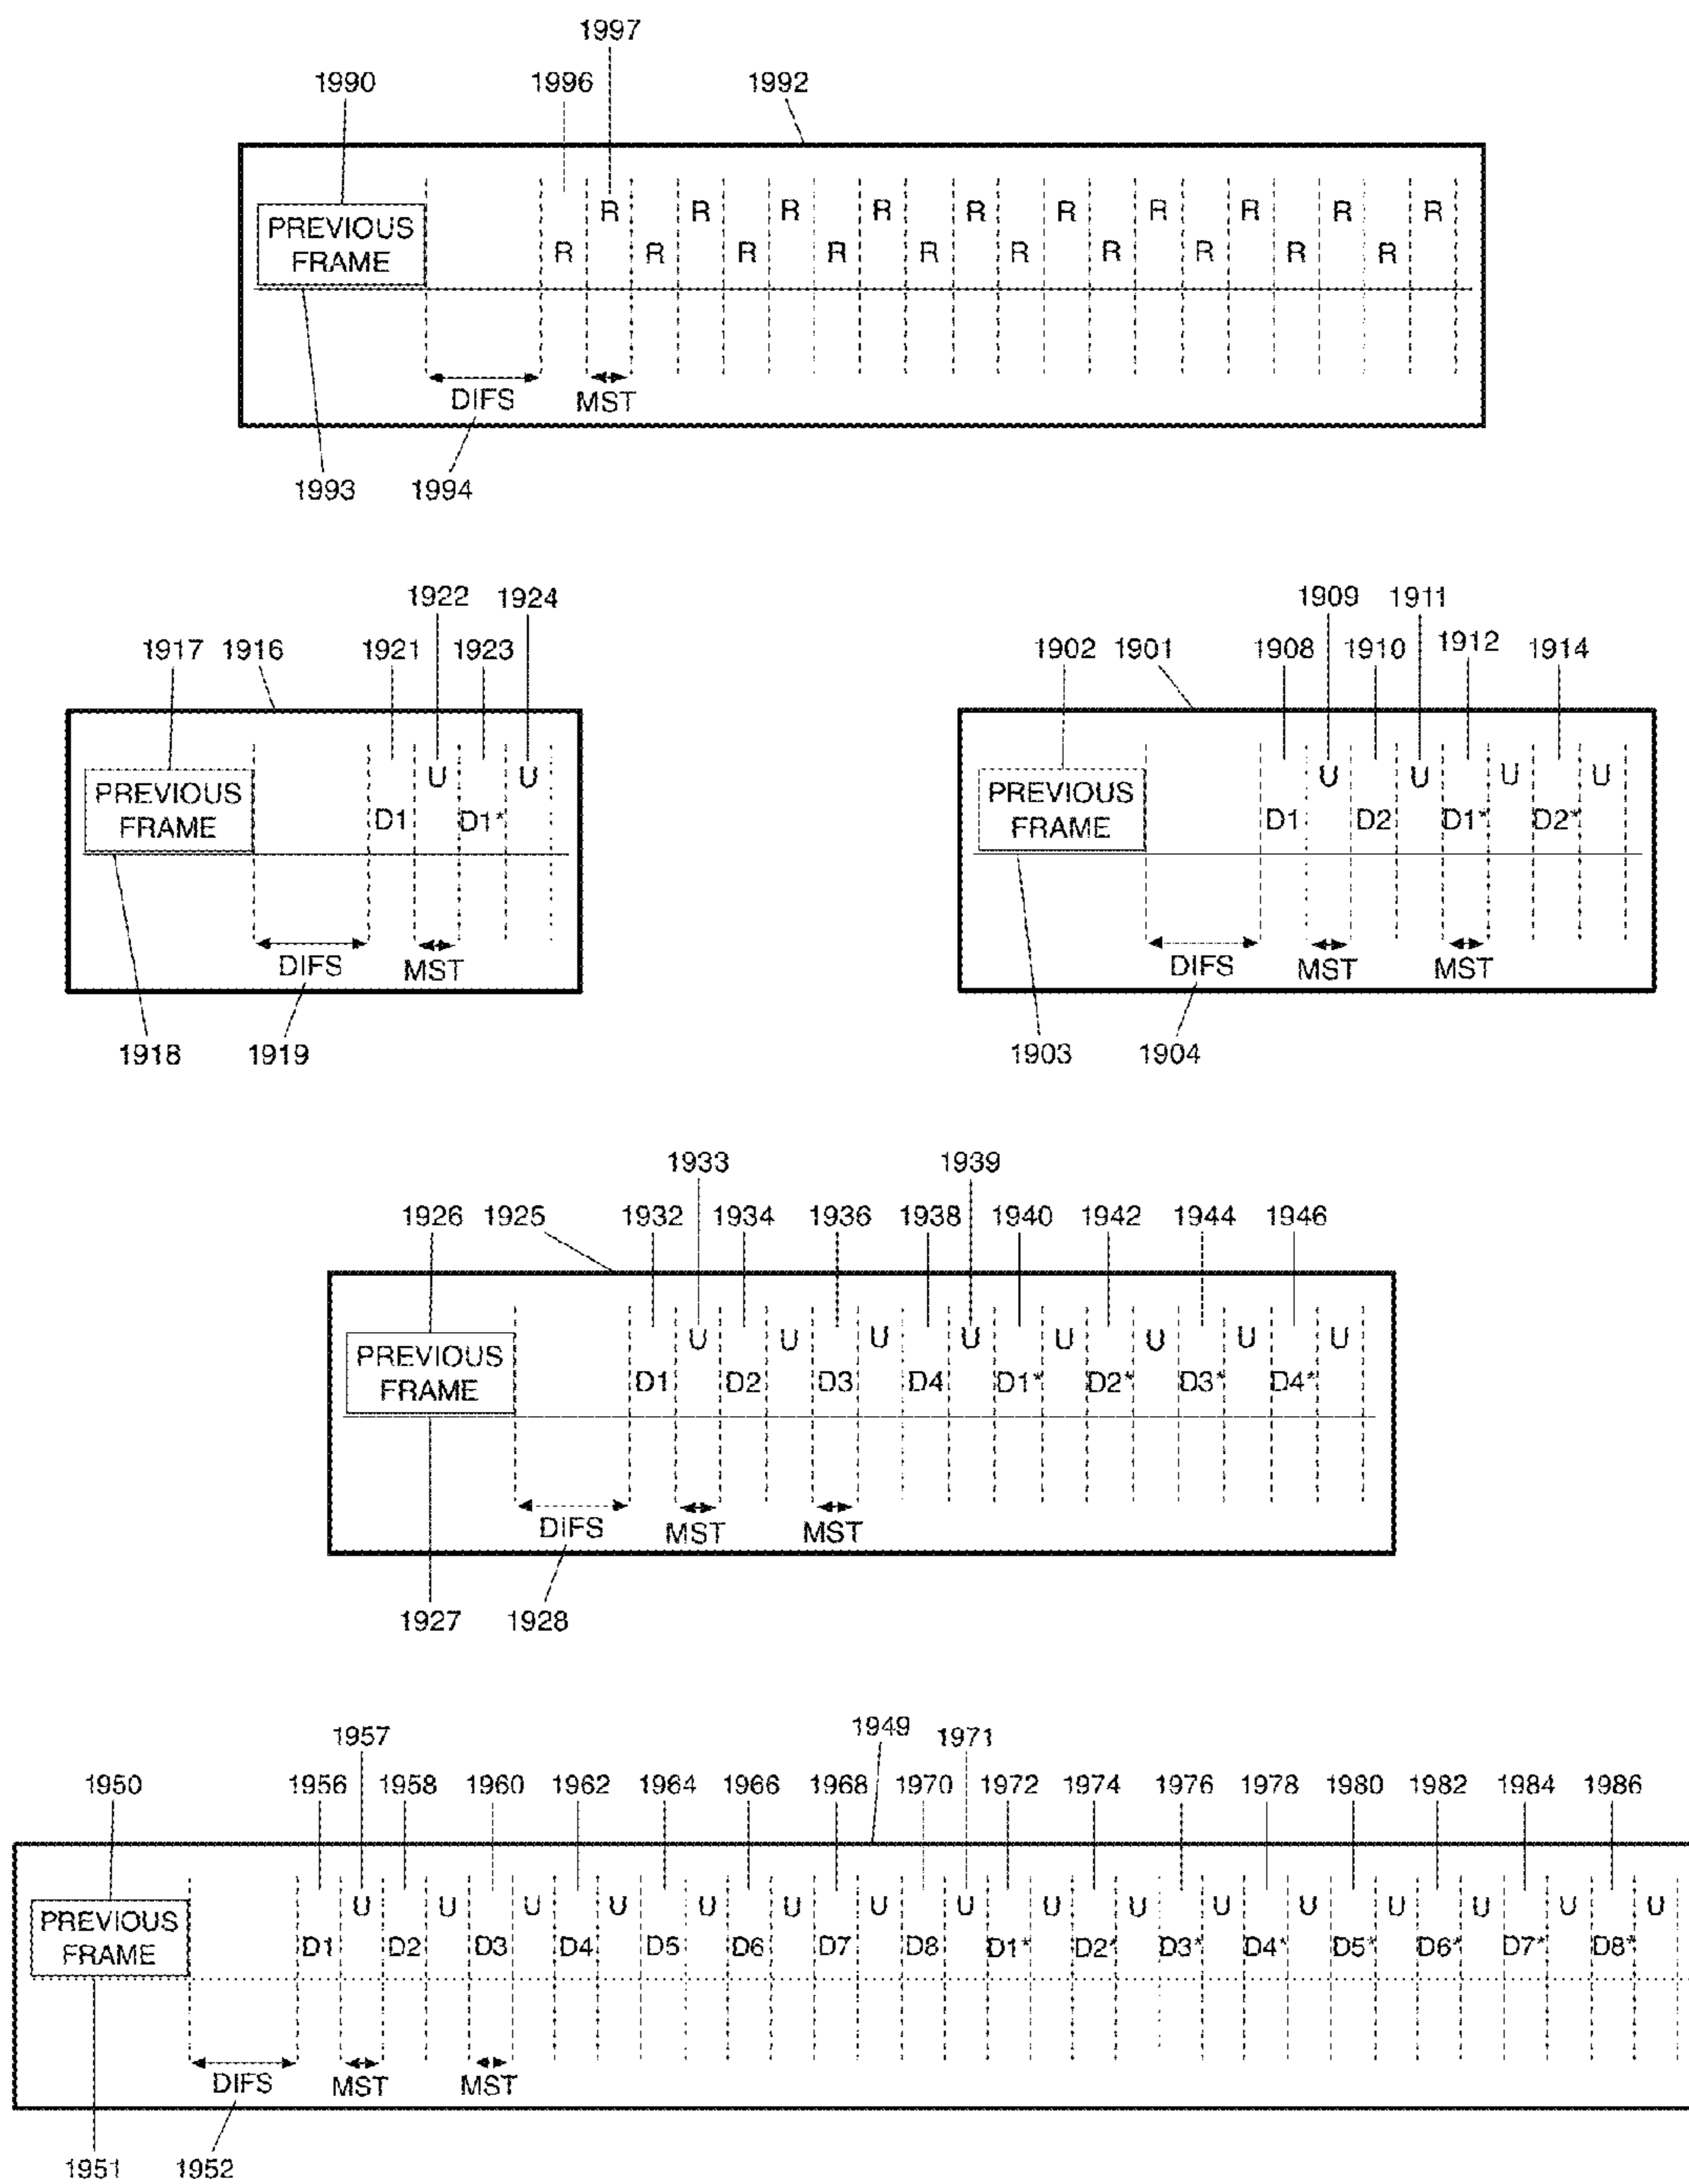 1997
1990 1996 1992
R R R R R R R R R R
PREVIOUS
FRAME
R R R R R R R R R R
DIFS MST
1993 1994
1922 1924
1917 1916 1921 1923
U U
PREVIOUS
FRAME
D1 D1*
DIFS MST
1918 1919
1909 1911
1902 1901 1908 1910 1912 1914
U U U U
PREVIOUS
FRAME
D1 D2 D1* D2*
DIFS MST MST
1903 1904
1933 1939
1926 1925 1932 1934 1936 1938 1940 1942 1944 1946
U U U U U U U U
PREVIOUS
FRAME
D1 D2 D3 D4 D1* D2* D3* D4*
DIFS MST MST
1927 1928
1957 1949 1971
1950 1956 1958 1960 1962 1964 1966 1968 1970 1972 1974 1976 1978 1980 1982 1984 1986
U U U U U U U U U U U U U U U U
PREVIOUS
FRAME
D1 D2 D3 D4 D5 D6 D7 D8 D1* D2* D3* D4* D5* D6* D7* D8*
DIFS MST MST
1951 1952